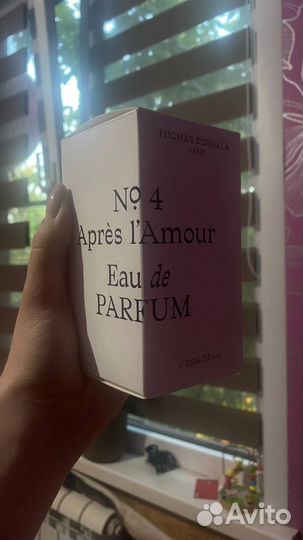 THOMAS KOSMALA
PARIS
Nº 4
Après l'Amour
Eau de
PARFUM
Avito